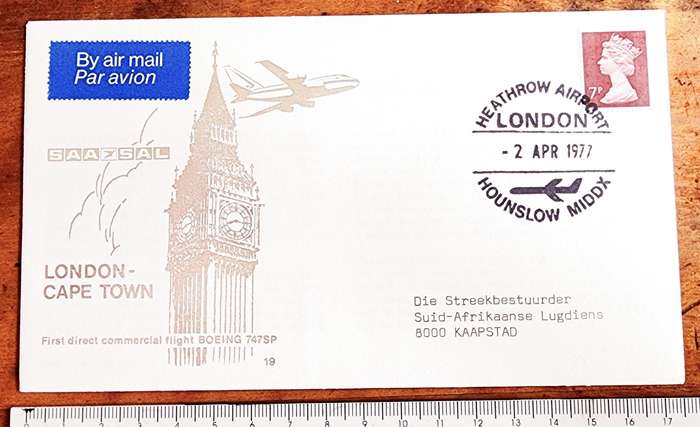 By air mail
Par avion
SAA SAL
LONDON-
CAPE TOWN
First direct commercial flight BOEING 747SP
19
7P
HEATHROW AIRPORT
LONDON
- 2 APR 1977
HOUNSLOW MIDDX
Die Streekbestuurder
Suid-Afrikaanse Lugdiens
8000 KAAPSTAD
0 1 2 3 4 5 6 7 8 9 10 11 12 13 14 15 16 17